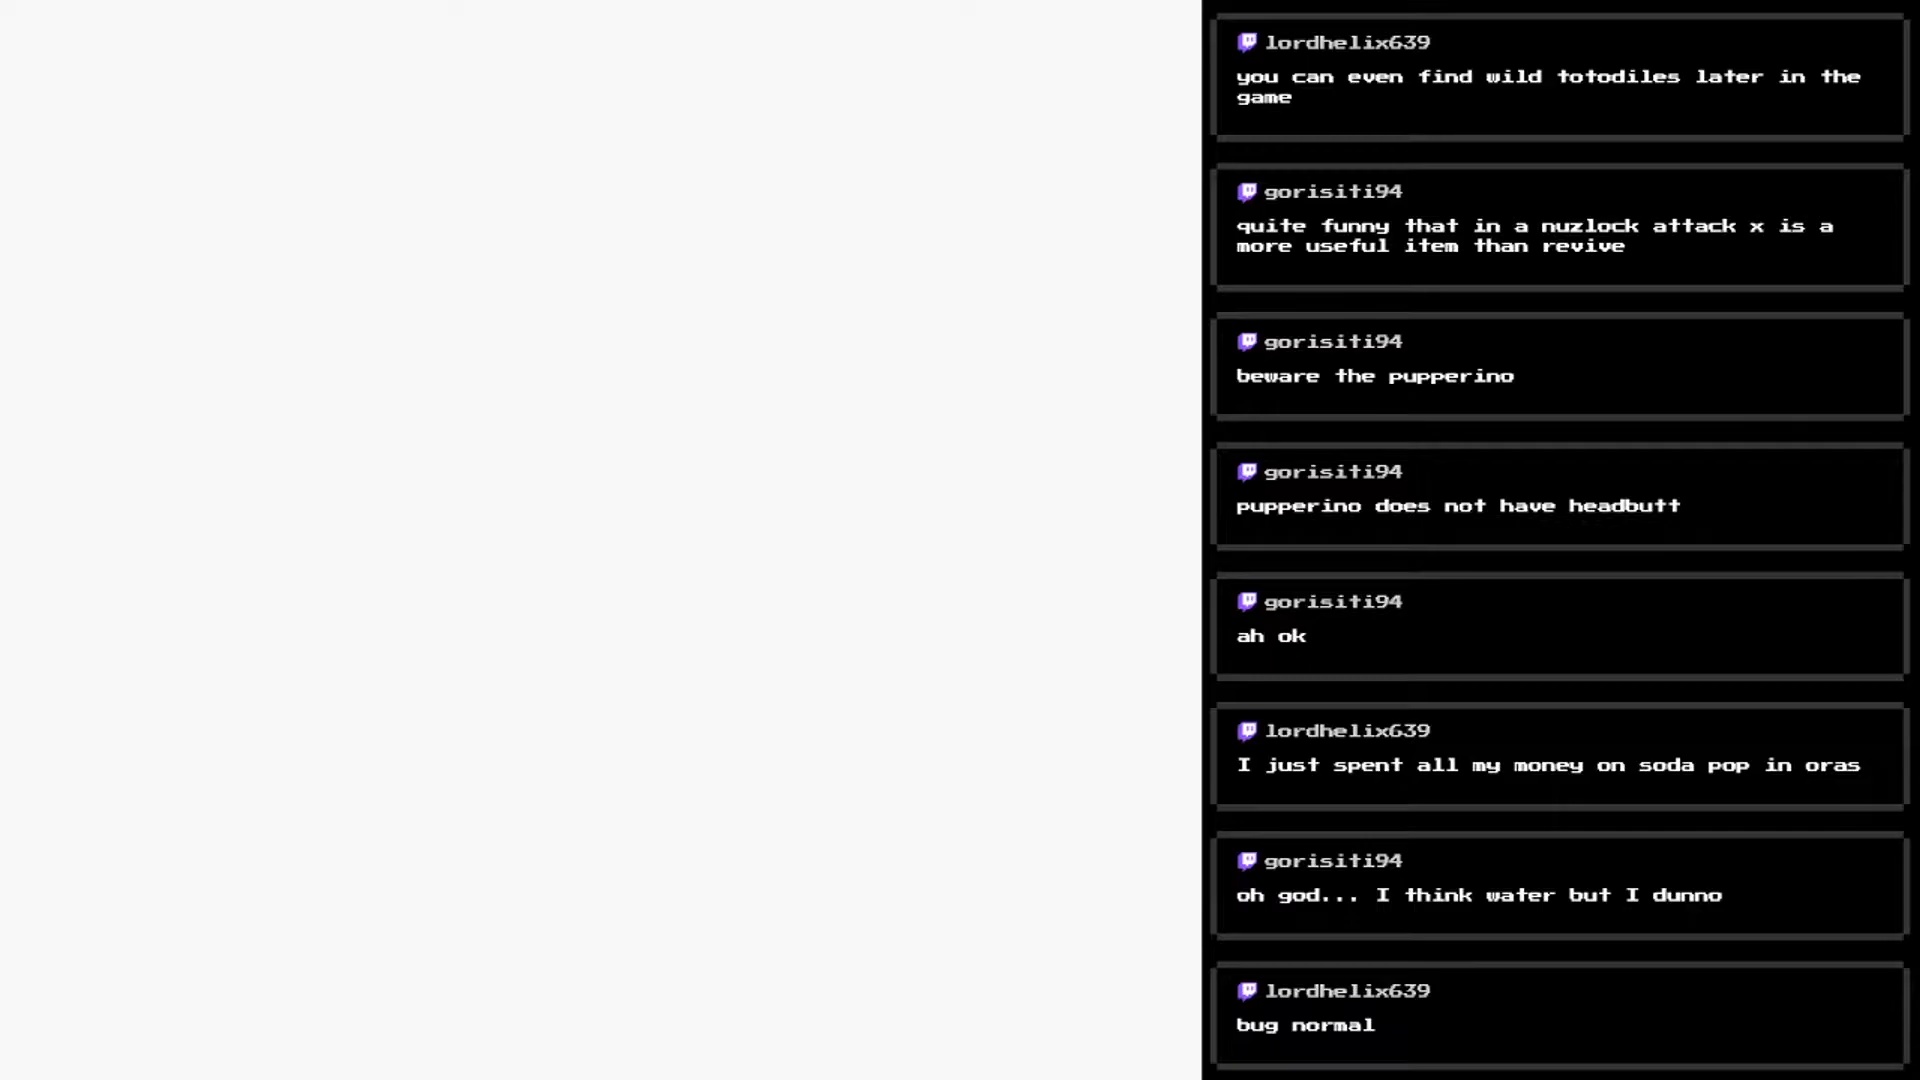 lordhelix639
you can even find wild totodiles later in the
game
gorisiti94
quite funny that in a nuzlock attack x is a
more useful item than revive
gorisiti94
beware the pupperino
gorisiti94
pupperino does not have headbutt
gorisiti94
ah ok
lordhelix639
I just spent all my money on soda pop in oras
gorisiti94
oh god... I think water but I dunno
lordhelix639
bug normal